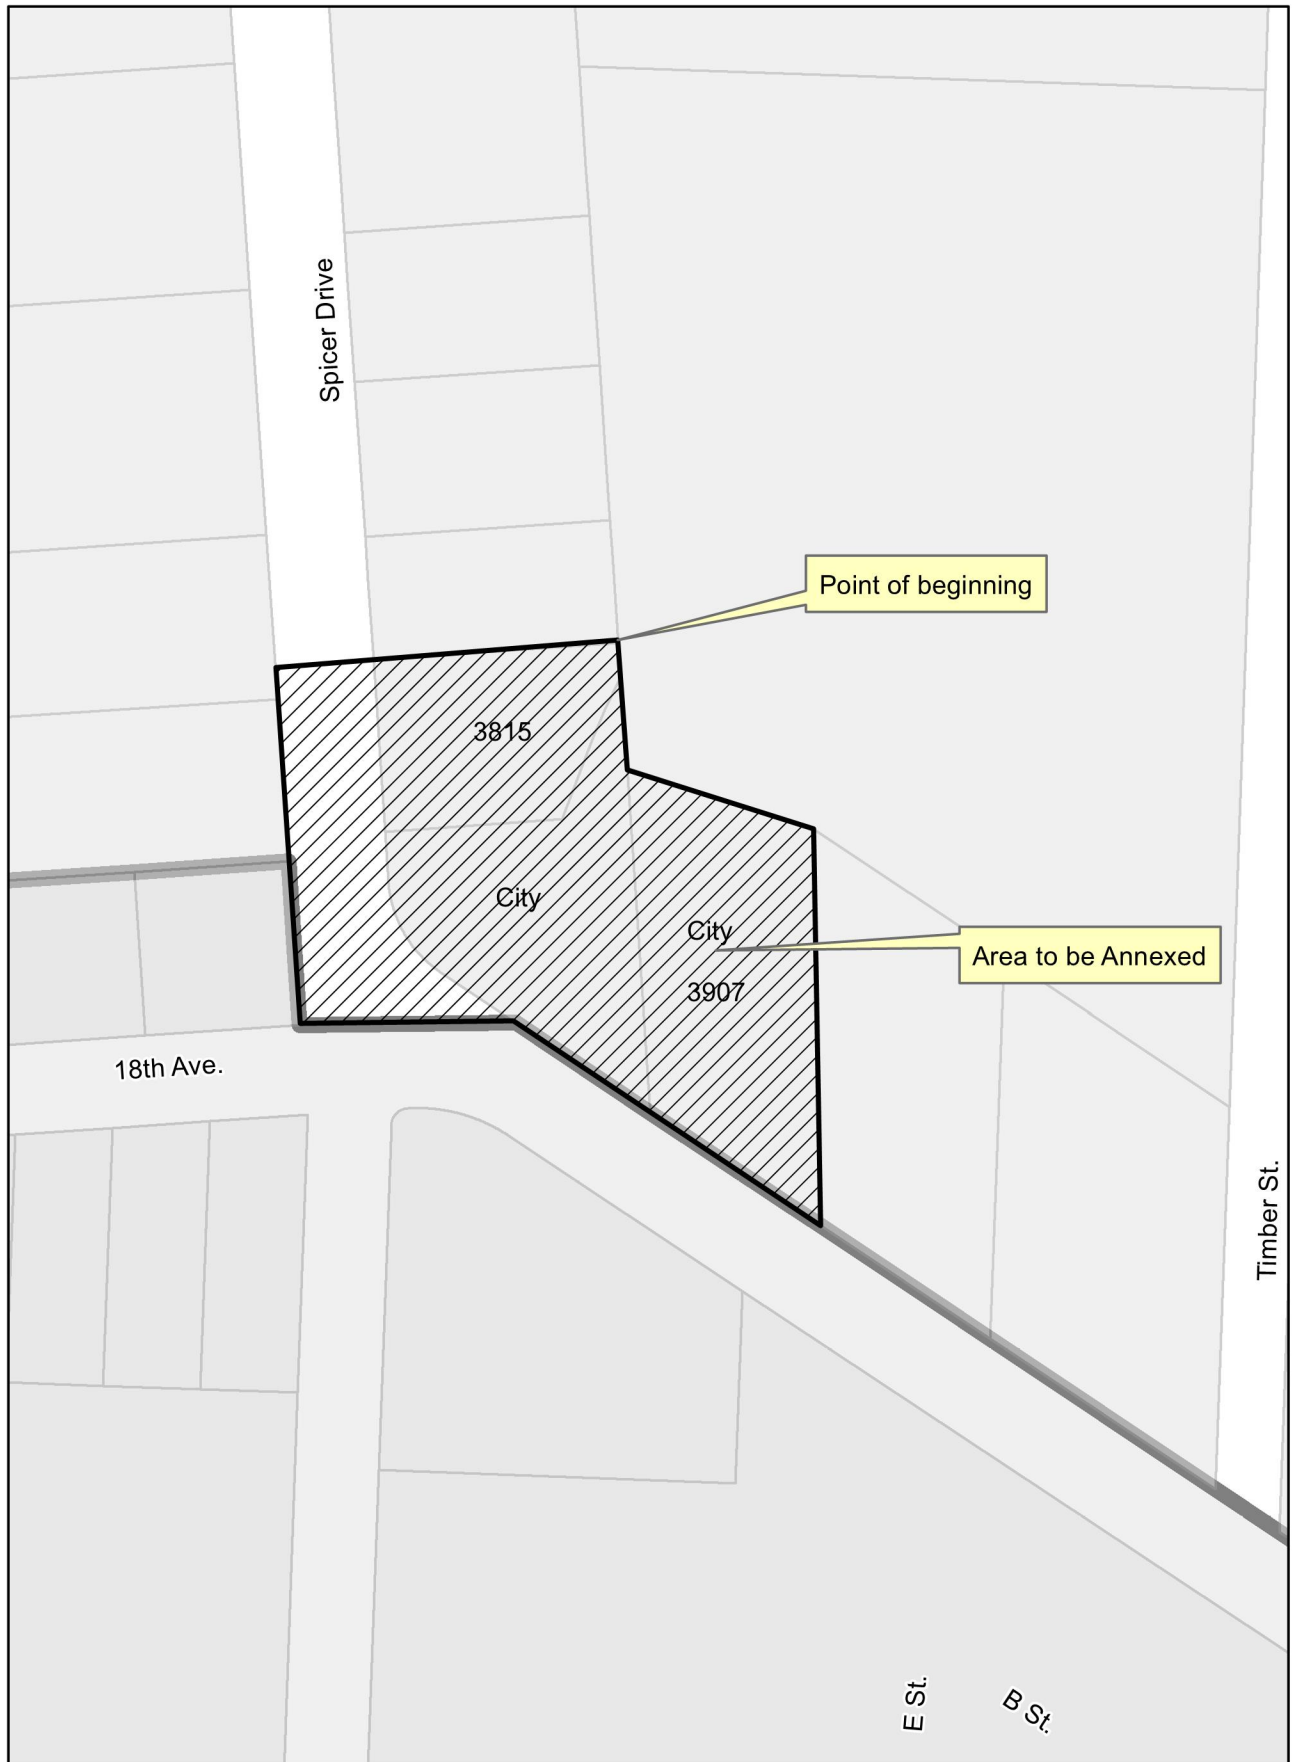 Spicer Drive
Point of beginning
3815
City
City
Area to be Annexed
3907
18th Ave.
Timber St.
E St.
B St.